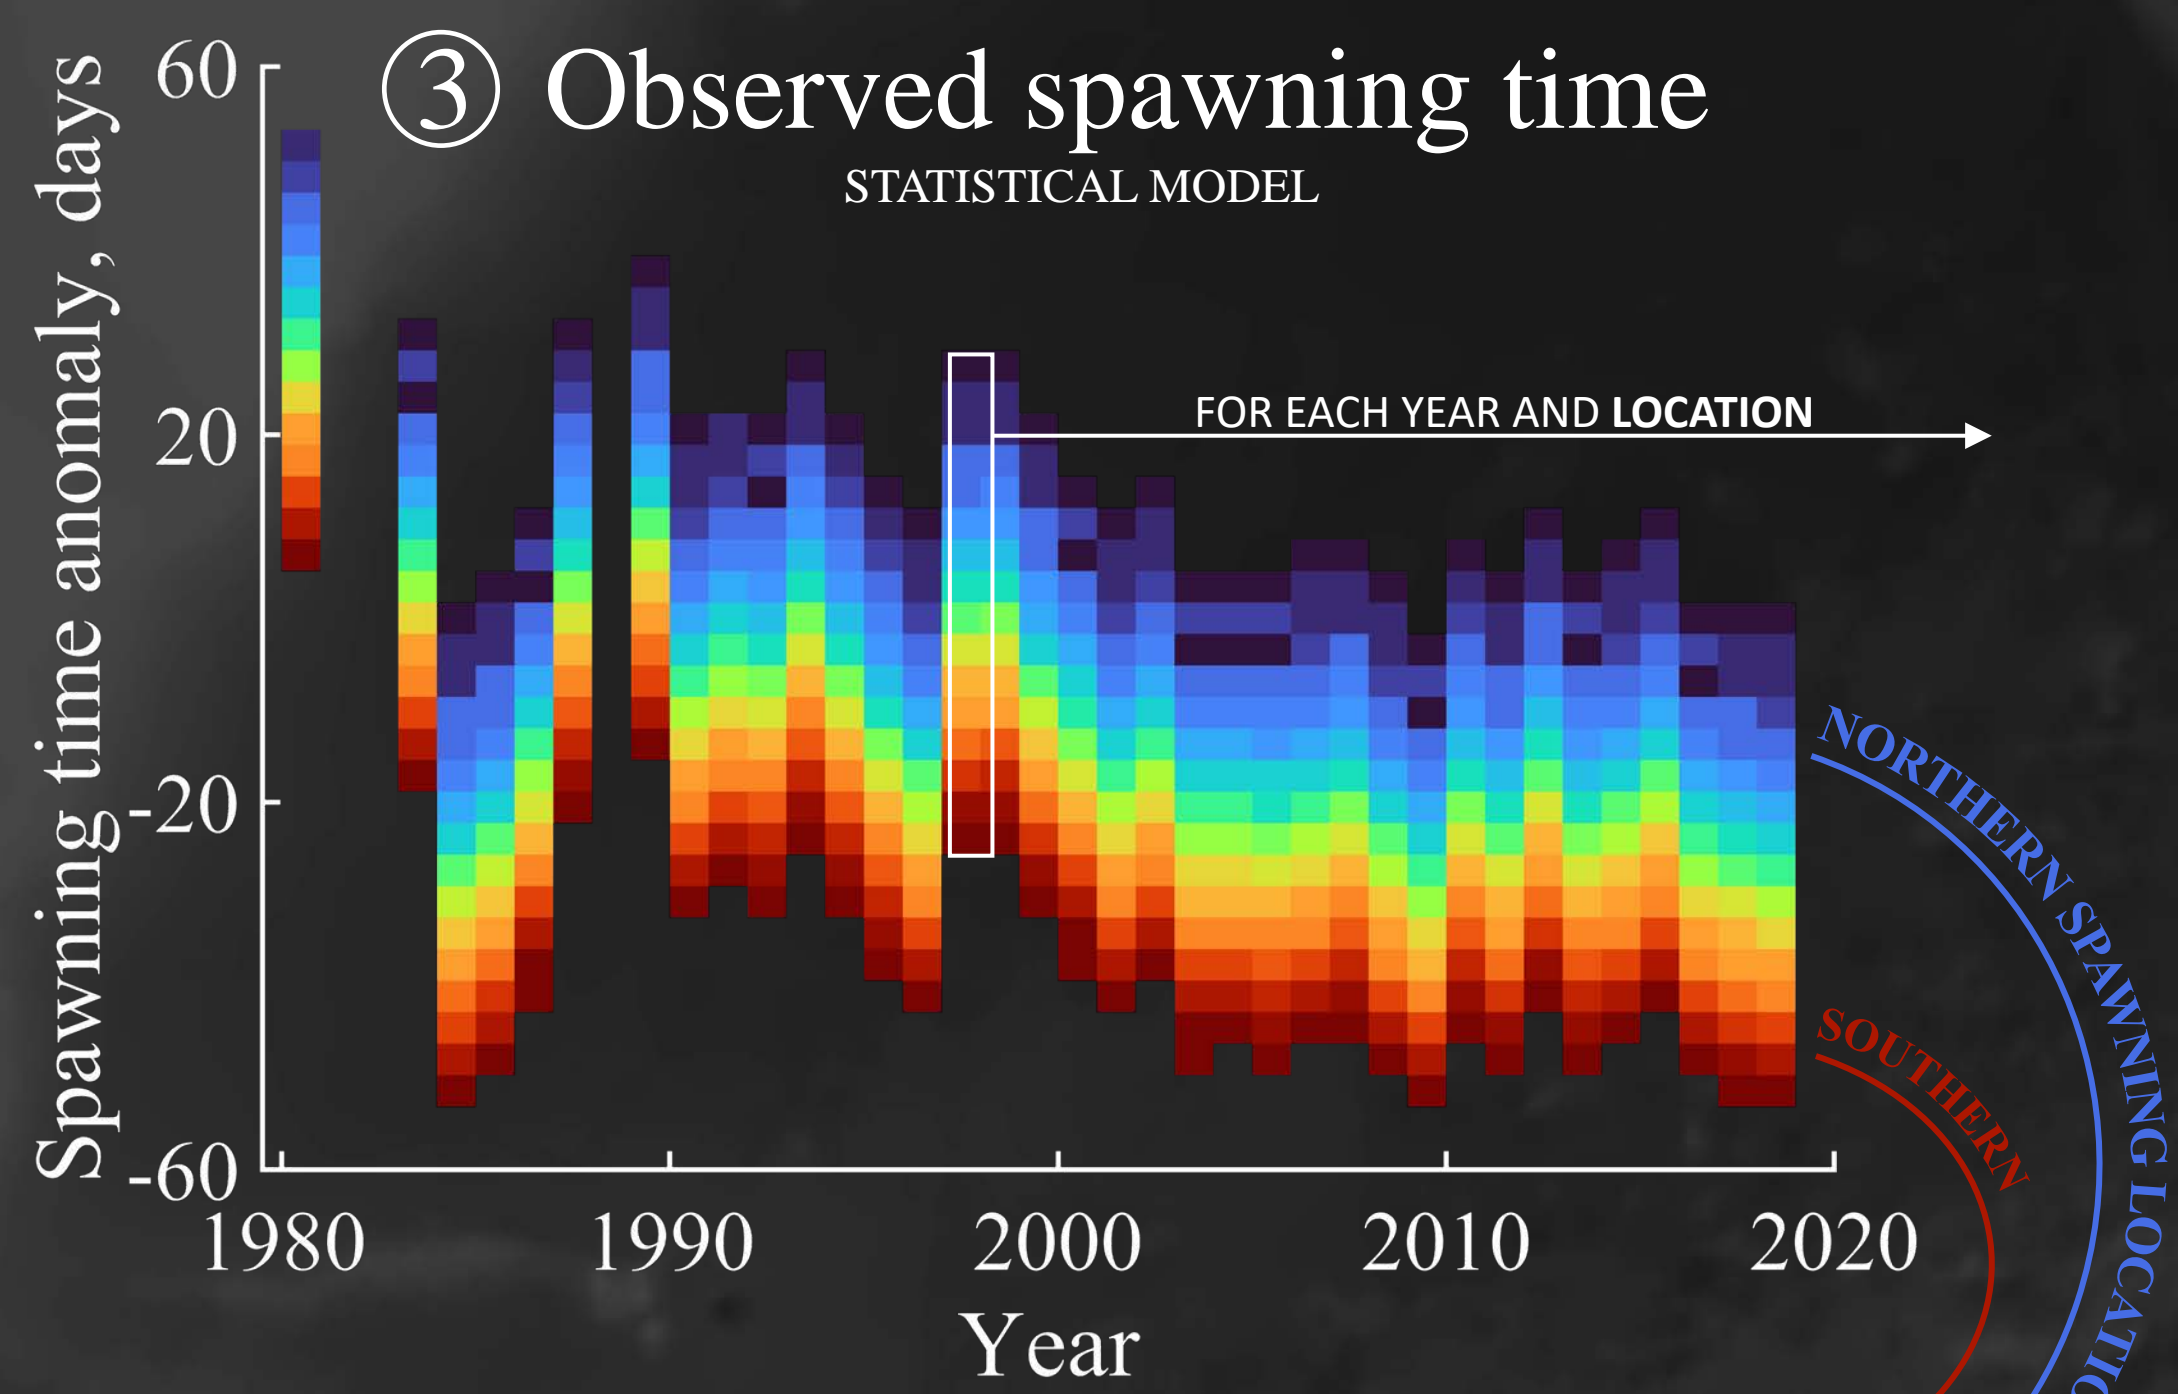 ③ Observed spawning time
STATISTICAL MODEL
Spawning time anomaly, days
60
20
-20
-60
FOR EACH YEAR AND LOCATION
NORTHERN SPAWNING
SOUTHERN
1980
1990
2000
2010
2020
Year